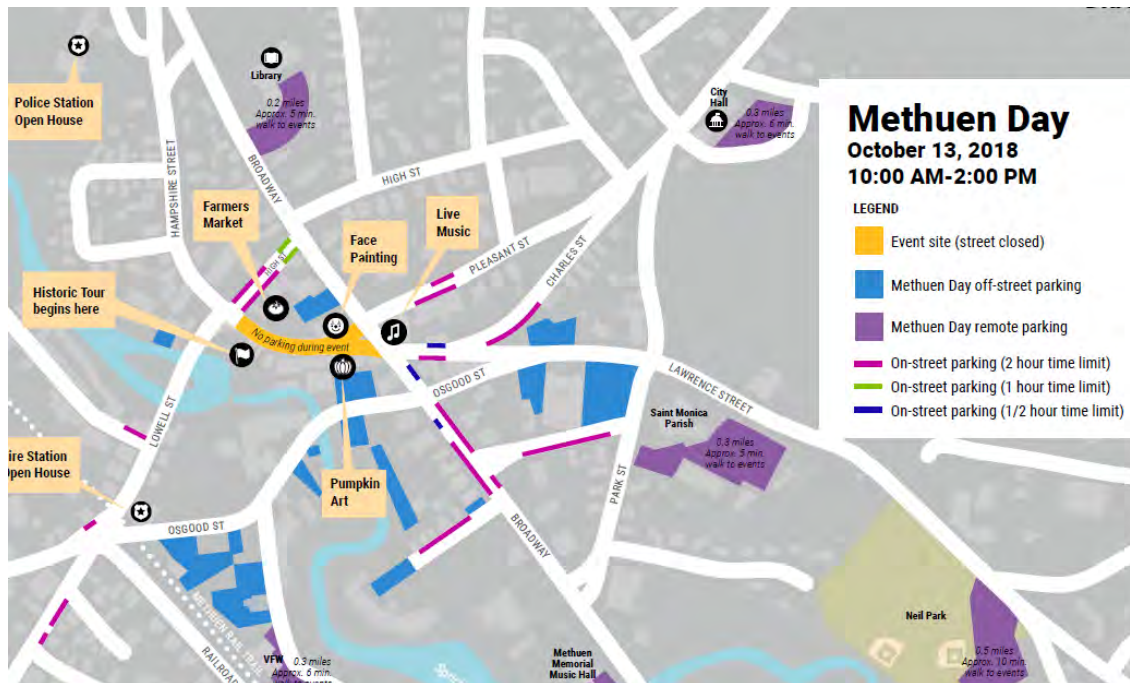 Methuen Day
October 13, 2018
10:00 AM-2:00 PM
LEGEND
Event site (street closed)
Methuen Day off-street parking
Methuen Day remote parking
On-street parking (2 hour time limit)
On-street parking (1 hour time limit)
On-street parking (1/2 hour time limit)
Police Station
Open House
Library
0.2 miles
Approx. 5 min.
walk to events
City
Hall
0.3 miles
Approx. 6 min.
walk to events
HAMPSHIRE STREET
BROADWAY
HIGH ST
Farmers
Market
Face
Painting
Live
Music
PLEASANT ST
CHARLES ST
HIGH ST
Historic Tour
begins here
No parking during event
OSGOOD ST
LAWRENCE STREET
LOWELL ST
Saint Monica
Parish
0.3 miles
Approx. 5 min.
walk to events
ire Station
Open House
Pumpkin
Art
PARK ST
BROADWAY
OSGOOD ST
METHUEN RAIL TRAIL
RAILROAD
VFW
0.3 miles
Approx. 6 min.
walk to events
Methuen
Memorial
Music Hall
Neil Park
0.5 miles
Approx. 10 min.
walk to events